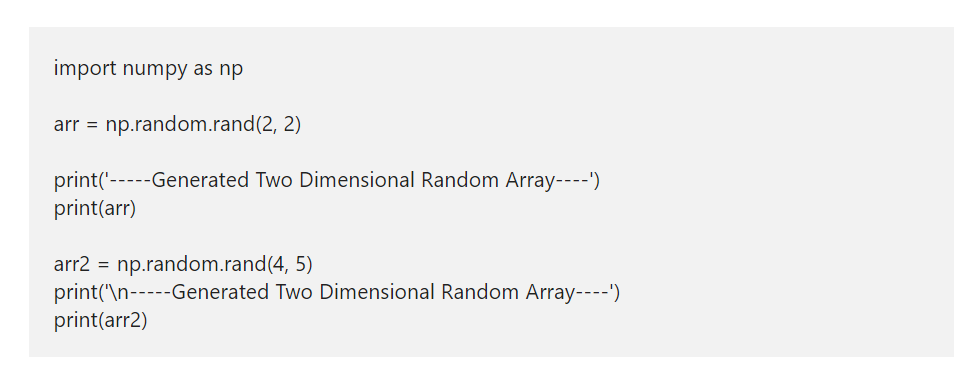 import numpy as np
arr = np.random.rand(2, 2)
print('-----Generated Two Dimensional Random Array----')
print(arr)
arr2 = np.random.rand(4, 5)
print('\n-----Generated Two Dimensional Random Array----')
print(arr2)